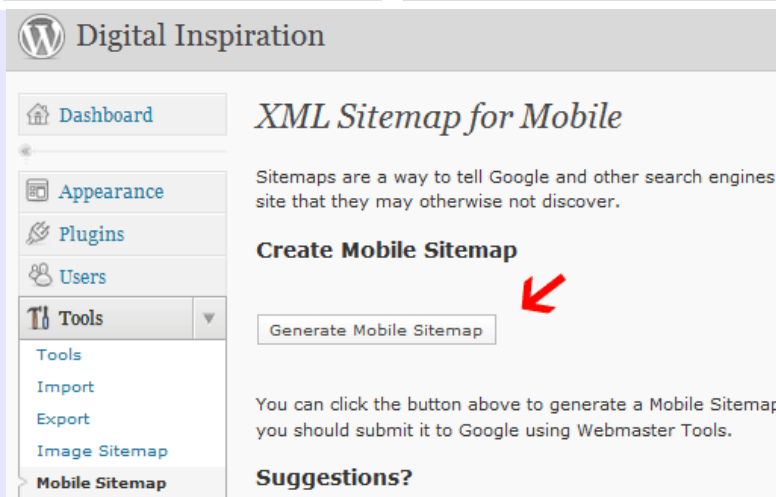 Digital Inspiration
Dashboard
Appearance
Plugins
Users
Tools
Tools
Import
Export
Image Sitemap
Mobile Sitemap
XML Sitemap for Mobile
Sitemaps are a way to tell Google and other search engines
site that they may otherwise not discover.
Create Mobile Sitemap
Generate Mobile Sitemap
You can click the button above to generate a Mobile Sitemap
you should submit it to Google using Webmaster Tools.
Suggestions?